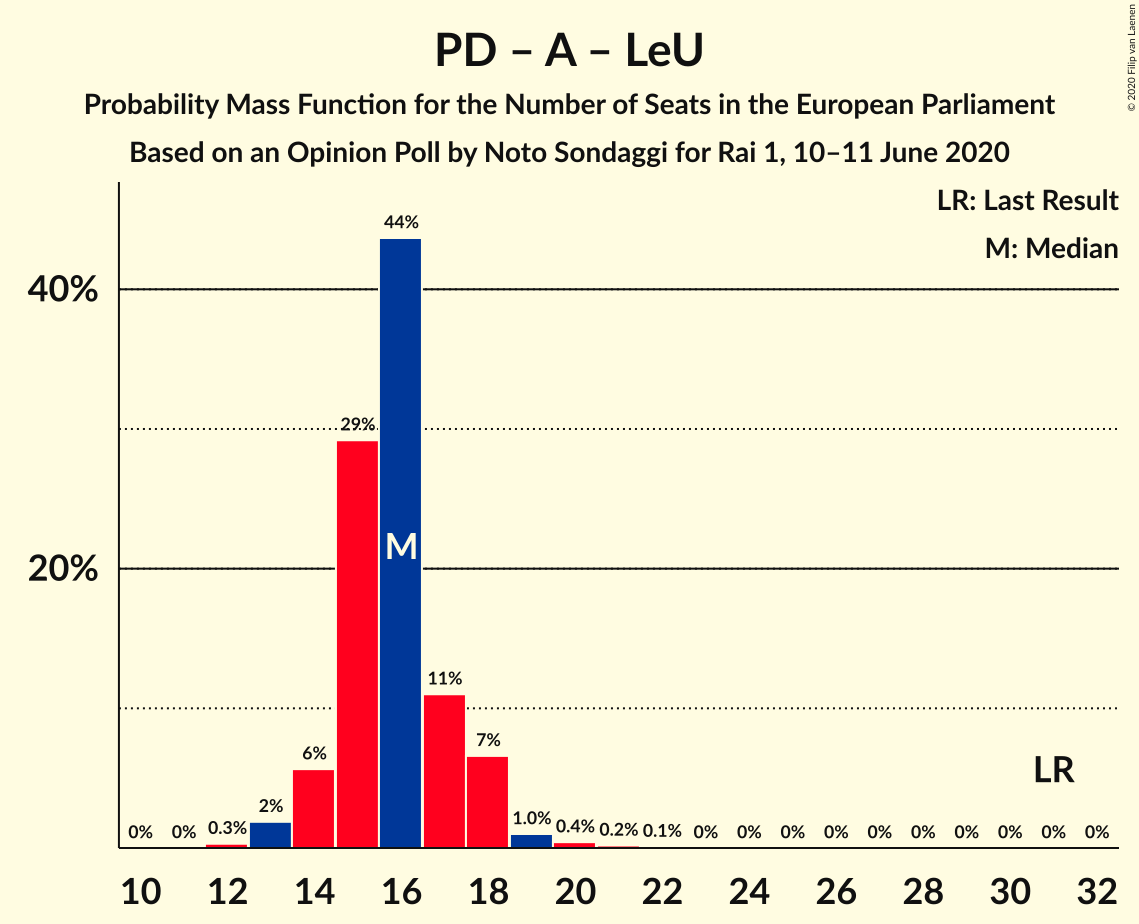 PD – A – LeU
Probability Mass Function for the Number of Seats in the European Parliament
Based on an Opinion Poll by Noto Sondaggi for Rai 1, 10–11 June 2020
© 2020 Filip van Laenen
LR: Last Result
M: Median
44%
40%
29%
M
20%
11%
7%
6%
LR
2%
0% 0% 0.3% 1.0% 0.4% 0.2% 0.1% 0% 0% 0% 0% 0% 0% 0% 0% 0% 0%
10 12 14 16 18 20 22 24 26 28 30 32